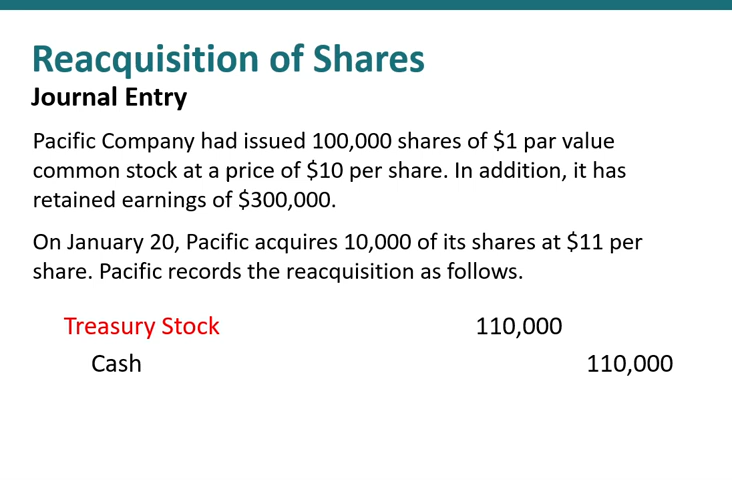 Reacquisition of Shares
Journal Entry
Pacific Company had issued 100,000 shares of $1 par value
common stock at a price of $10 per share. In addition, it has
retained earnings of $300,000.
On January 20, Pacific acquires 10,000 of its shares at $11 per
share. Pacific records the reacquisition as follows.
Treasury Stock 110,000
Cash 110,000